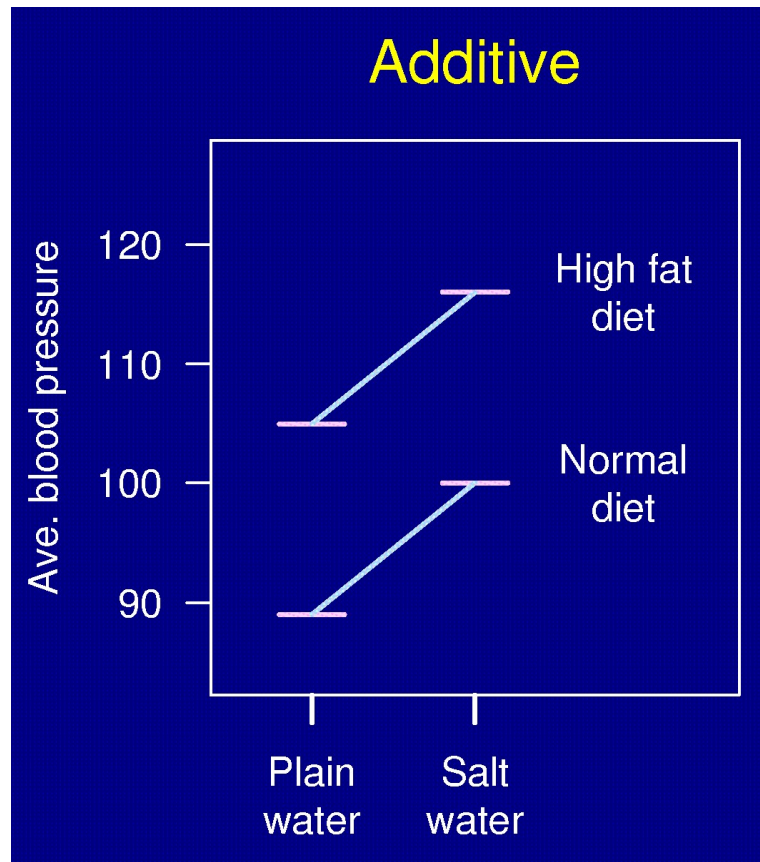 Additive
Ave. blood pressure
120
110
100
90
High fat
diet
Normal
diet
Plain
water
Salt
water